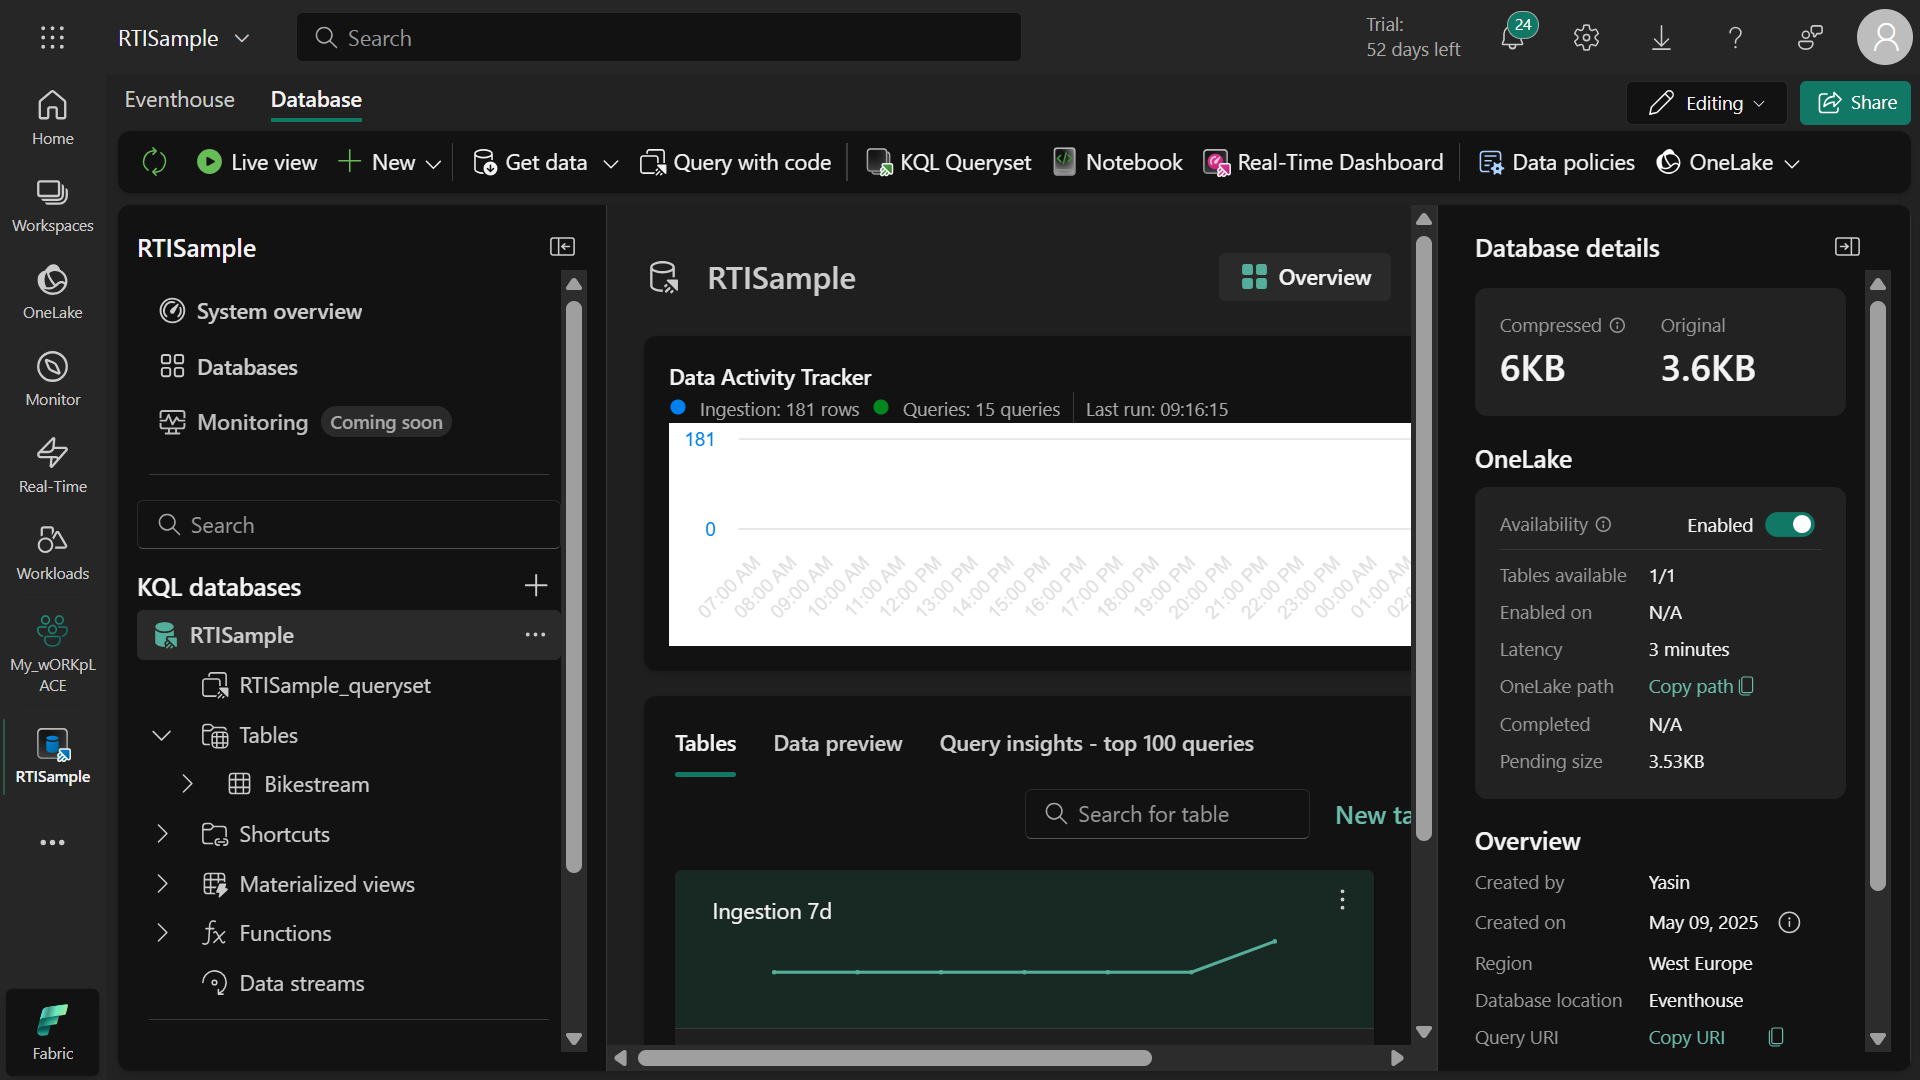 RTISample
Search
Trial:
52 days left
24
Home
Workspaces
OneLake
Monitor
Real-Time
Workloads
My_wORKpL
ACE
RTISample
Fabric
Eventhouse
Database
Editing
Share
Live view
New
Get data
Query with code
KQL Queryset
Notebook
Real-Time Dashboard
Data policies
OneLake
RTISample
System overview
Databases
Monitoring Coming soon
Search
KQL databases
RTISample
RTISample_queryset
Tables
Bikestream
Shortcuts
Materialized views
Functions
Data streams
RTISample
Overview
Data Activity Tracker
Ingestion: 181 rows Queries: 15 queries Last run: 09:16:15
181
0
07:00 AM 08:00 AM 09:00 AM 10:00 AM 11:00 AM 12:00 PM 13:00 PM 14:00 PM 15:00 PM 16:00 PM 17:00 PM 18:00 PM 19:00 PM 20:00 PM 21:00 PM 22:00 PM 23:00 PM 00:00 AM 01:00 AM 02:
Tables Data preview Query insights - top 100 queries
Search for table New ta
Ingestion 7d
Database details
Compressed Original
6KB 3.6KB
OneLake
Availability Enabled
Tables available 1/1
Enabled on N/A
Latency 3 minutes
OneLake path Copy path
Completed N/A
Pending size 3.53KB
Overview
Created by Yasin
Created on May 09, 2025
Region West Europe
Database location Eventhouse
Query URI Copy URI